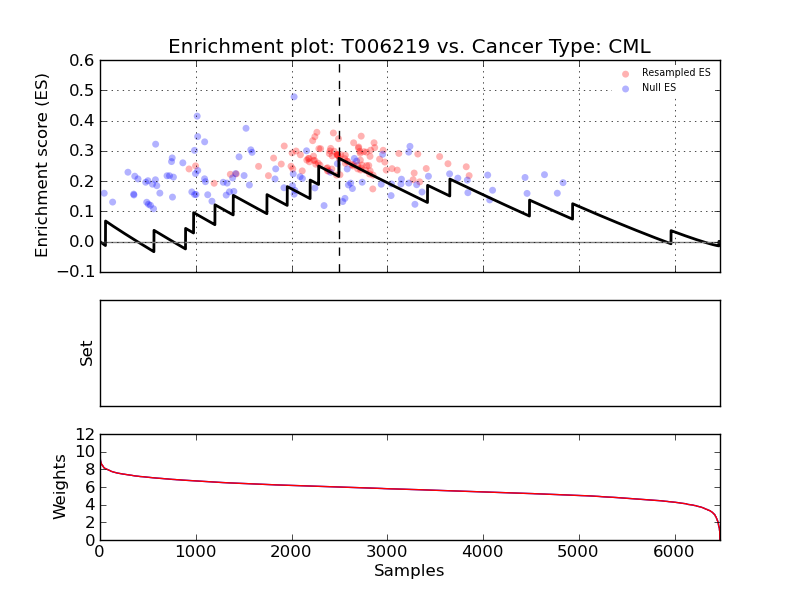 Enrichment plot: T006219 vs. Cancer Type: CML
Enrichment score (ES)
0.6
0.5
0.4
0.3
0.2
0.1
0.0
−0.1
Resampled ES
Null ES
Set
Weights
12
10
8
6
4
2
0
0 1000 2000 3000 4000 5000 6000
Samples